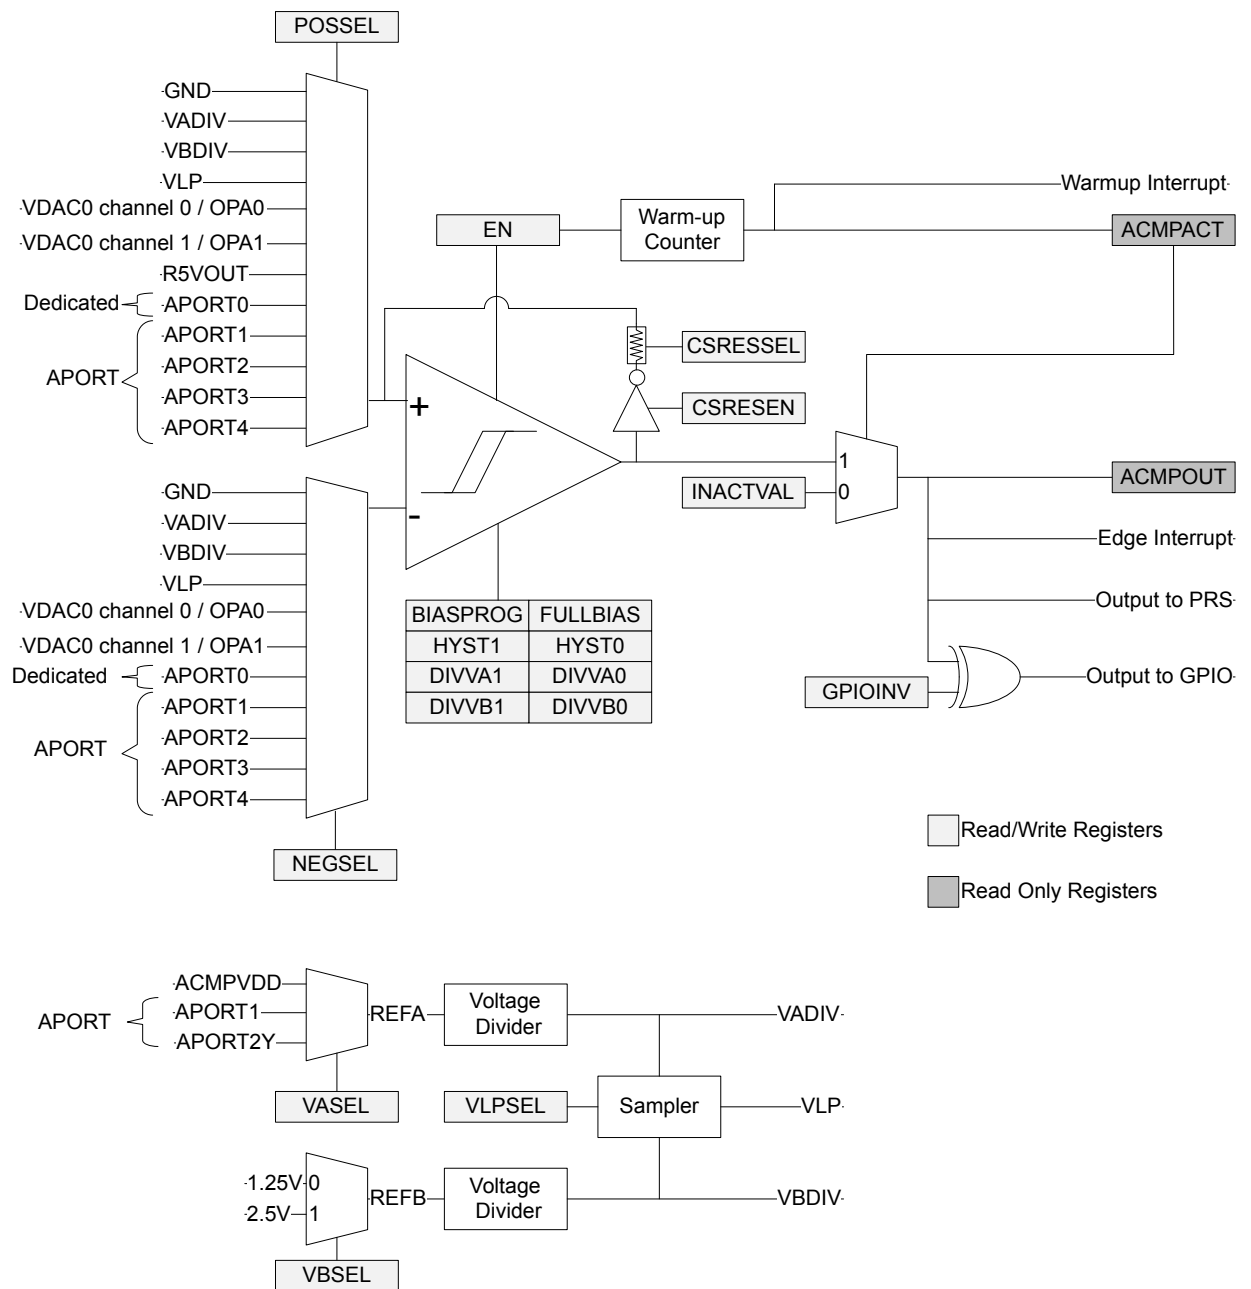 POSSEL
GND
VADIV
VBDIV
VLP
VDAC0 channel 0 / OPA0
VDAC0 channel 1 / OPA1
R5VOUT
Dedicated
APORT0
APORT1
APORT2
APORT
APORT3
APORT4
EN
Warm-up
Counter
Warmup Interrupt
ACMPACT
CSRESSEL
CSRESEN
+
-
1
0
INACTVAL
ACMPOUT
Edge Interrupt
Output to PRS
Output to GPIO
GPIOINV
GND
VADIV
VBDIV
VLP
VDAC0 channel 0 / OPA0
VDAC0 channel 1 / OPA1
Dedicated
APORT0
APORT1
APORT2
APORT
APORT3
APORT4
NEGSEL
BIASPROG FULLBIAS
HYST1 HYST0
DIVVA1 DIVVA0
DIVVB1 DIVVB0
Read/Write Registers
Read Only Registers
ACMPVDD
APORT
APORT1
APORT2Y
REFA
Voltage
Divider
VADIV
VASEL
VLPSEL
Sampler
VLP
1.25V 0
2.5V 1
REFB
Voltage
Divider
VBDIV
VBSEL